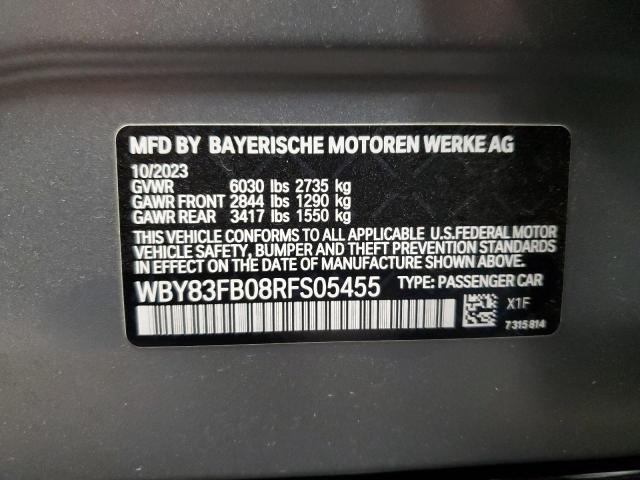 MFD BY BAYERISCHE MOTOREN WERKE AG
10/2023
GVWR 6030 lbs 2735 kg
GAWR FRONT 2844 lbs 1290 kg
GAWR REAR 3417 lbs 1550 kg
THIS VEHICLE CONFORMS TO ALL APPLICABLE U.S.FEDERAL MOTOR
VEHICLE SAFETY, BUMPER AND THEFT PREVENTION STANDARDS
IN EFFECT ON THE DATE OF MANUFACTURE SHOWN ABOVE.
WBY83FB08RFS05455 TYPE: PASSENGER CAR
X1F
7315814